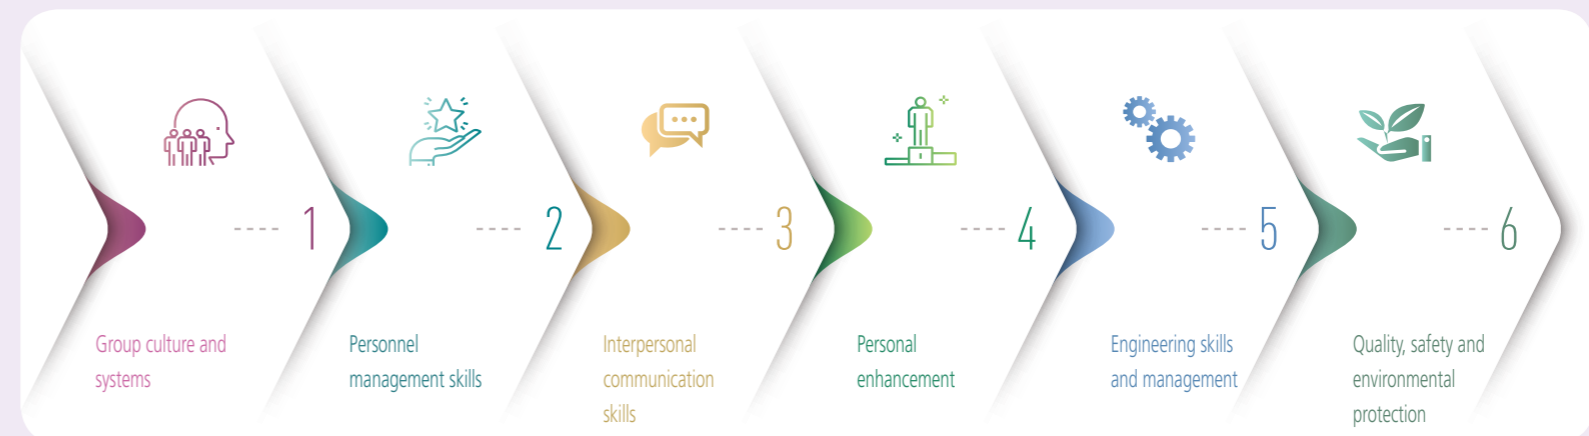 1
2
3
4
5
6
Group culture and
systems
Personnel
management skills
Interpersonal
communication
skills
Personal
enhancement
Engineering skills
and management
Quality, safety and
environmental
protection